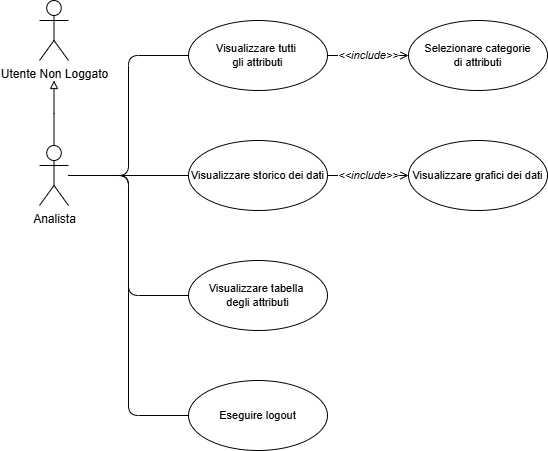 Utente Non Loggato
Analista
Visualizzare tutti
gli attributi
<<include>>
Selezionare categorie
di attributi
Visualizzare storico dei dati
<<include>>
Visualizzare grafici dei dati
Visualizzare tabella
degli attributi
Eseguire logout